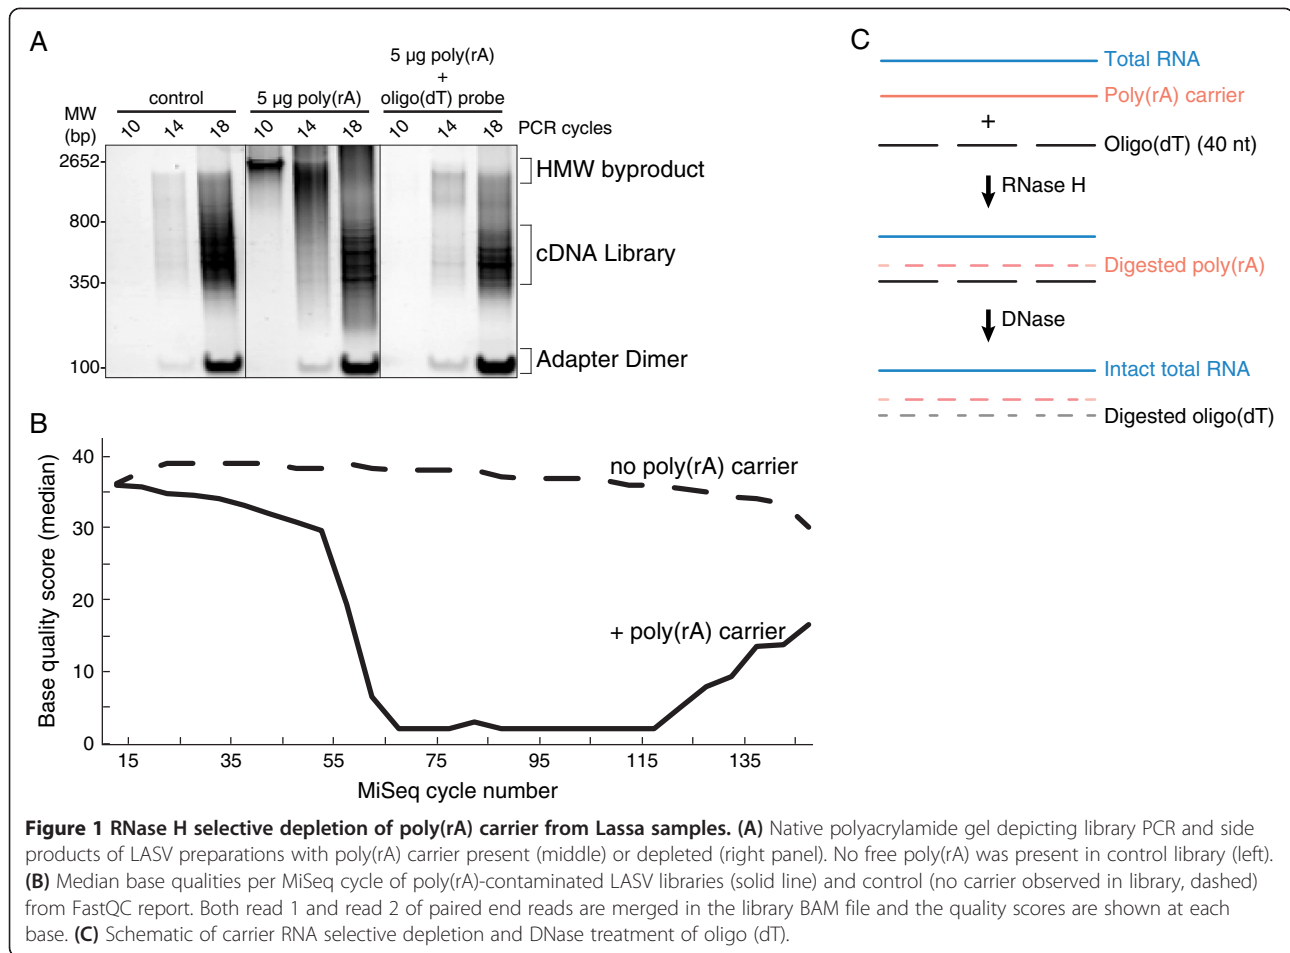 A
MW
(bp)
control
5 µg poly(rA)
5 µg poly(rA)
+
oligo(dT) probe
10 14 18 10 14 18 10 14 18 PCR cycles
2652
800
350
100
HMW byproduct
cDNA Library
Adapter Dimer
B
Base quality score (median)
40
30
20
10
0
no poly(rA) carrier
+ poly(rA) carrier
15 35 55 75 95 115 135
MiSeq cycle number
C
Total RNA
Poly(rA) carrier
+
Oligo(dT) (40 nt)
RNase H
Digested poly(rA)
DNase
Intact total RNA
Digested oligo(dT)
Figure 1 RNase H selective depletion of poly(rA) carrier from Lassa samples. (A) Native polyacrylamide gel depicting library PCR and side
products of LASV preparations with poly(rA) carrier present (middle) or depleted (right panel). No free poly(rA) was present in control library (left).
(B) Median base qualities per MiSeq cycle of poly(rA)-contaminated LASV libraries (solid line) and control (no carrier observed in library, dashed)
from FastQC report. Both read 1 and read 2 of paired end reads are merged in the library BAM file and the quality scores are shown at each
base. (C) Schematic of carrier RNA selective depletion and DNase treatment of oligo (dT).